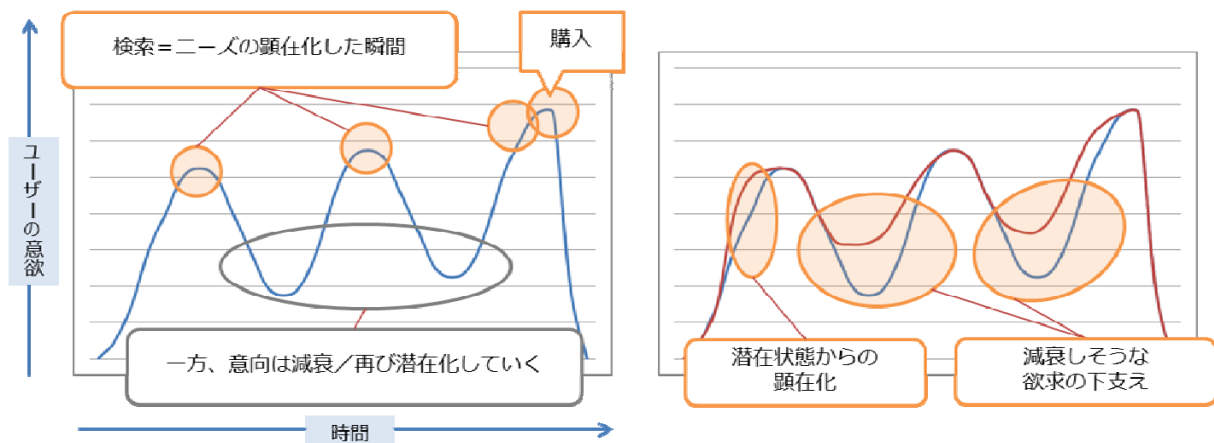 検索＝ニーズの顕在化した瞬間
購入
ユーザーの意欲
一方、意向は減衰／再び潜在化していく
時間
潜在状態からの
顕在化
減衰しそうな
欲求の下支え